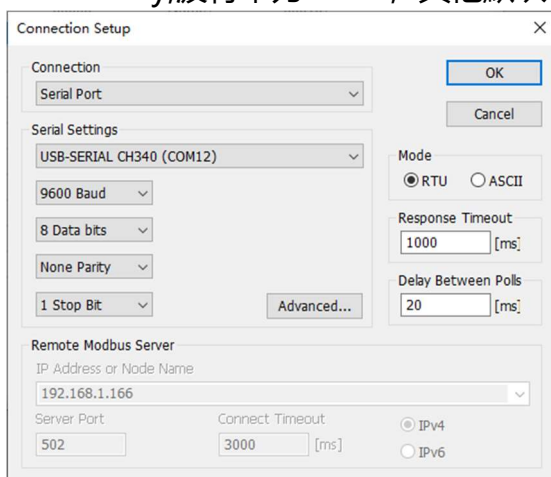 Connection Setup
Connection
Serial Port
OK
Cancel
Serial Settings
USB-SERIAL CH340 (COM12)
9600 Baud
8 Data bits
None Parity
1 Stop Bit
Advanced...
Mode
RTU
ASCII
Response Timeout
1000 [ms]
Delay Between Polls
20 [ms]
Remote Modbus Server
IP Address or Node Name
192.168.1.166
Server Port
502
Connect Timeout
3000 [ms]
IPv4
IPv6